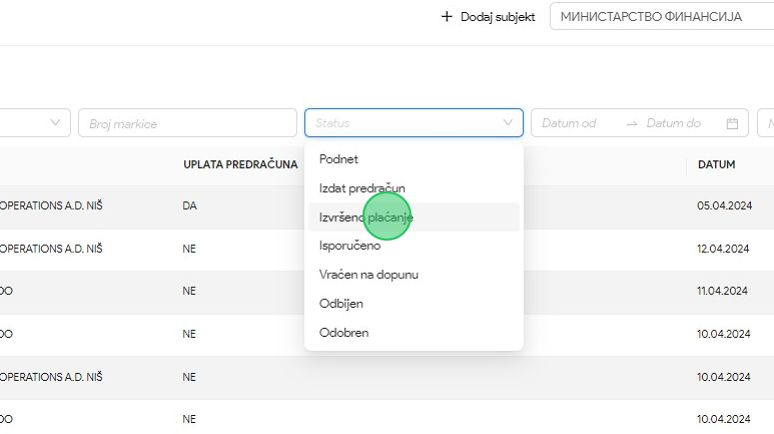 + Dodaj subjekt
МИНИСТАРСТВО ФИНАНСИЈА
Broj markice
Status
Datum od → Datum do
UPLATA PREDRAČUNA
DATUM
Podnet
Izdat predračun
Izvršeno plaćanje
Isporučeno
Vraćen na dopunu
Odbijen
Odobren
OPERATIONS A.D. NIŠ DA 05.04.2024
OPERATIONS A.D. NIŠ NE 12.04.2024
OO NE 11.04.2024
OO NE 10.04.2024
OPERATIONS A.D. NIŠ NE 10.04.2024
OO NE 10.04.2024